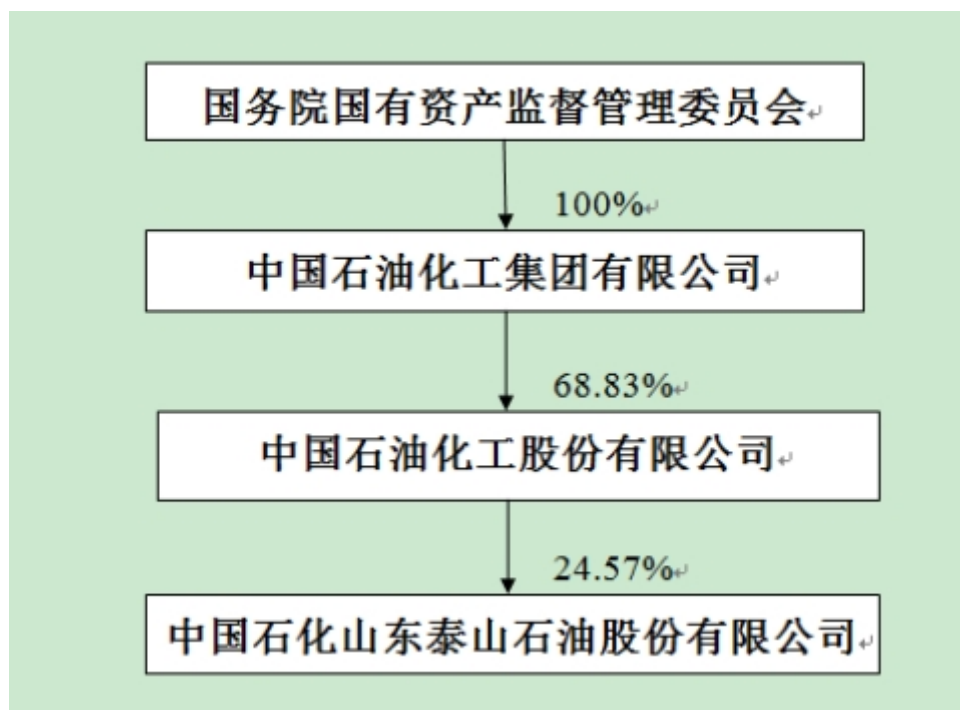 国务院国有资产监督管理委员会
100%
中国石油化工集团有限公司
68.83%
中国石油化工股份有限公司
24.57%
中国石化山东泰山石油股份有限公司